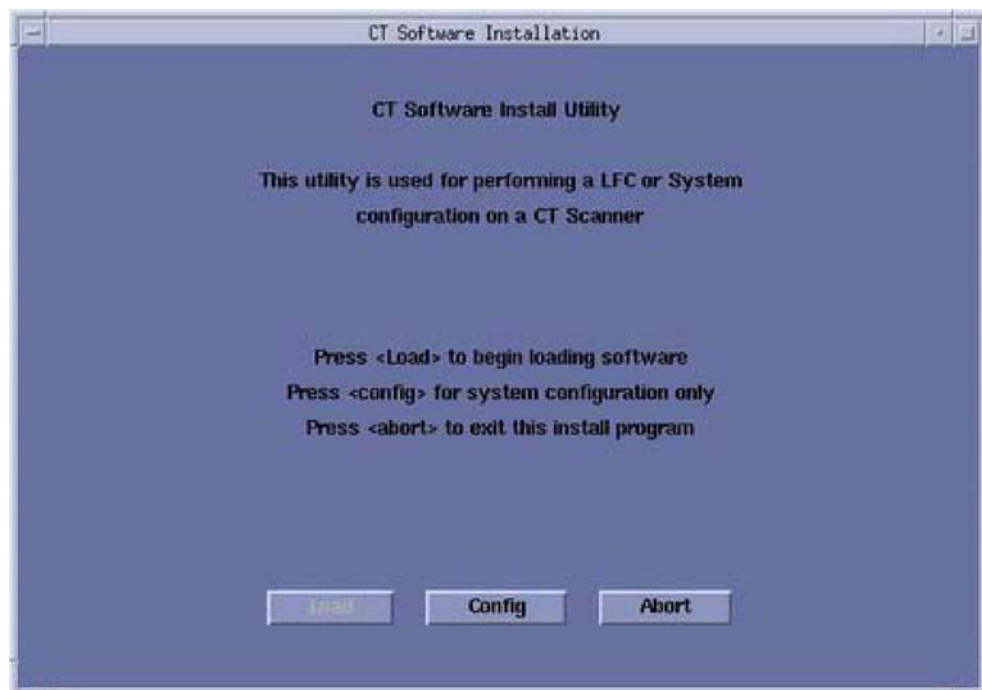 CT Software Installation
CT Software Install Utility
This utility is used for performing a LFC or System
configuration on a CT Scanner
Press <Load> to begin loading software
Press <config> for system configuration only
Press <abort> to exit this install program
Load Config Abort